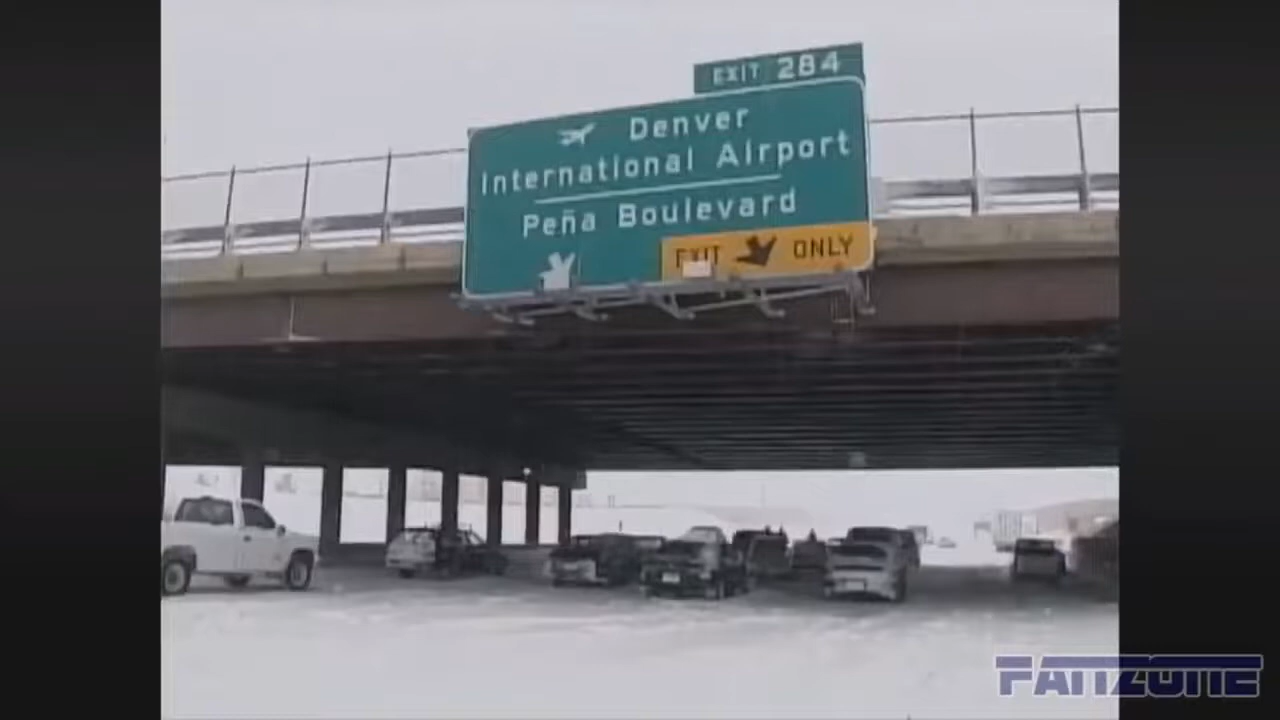 EXIT 284
Denver
International Airport
Peña Boulevard
EXIT ONLY
FANZONE